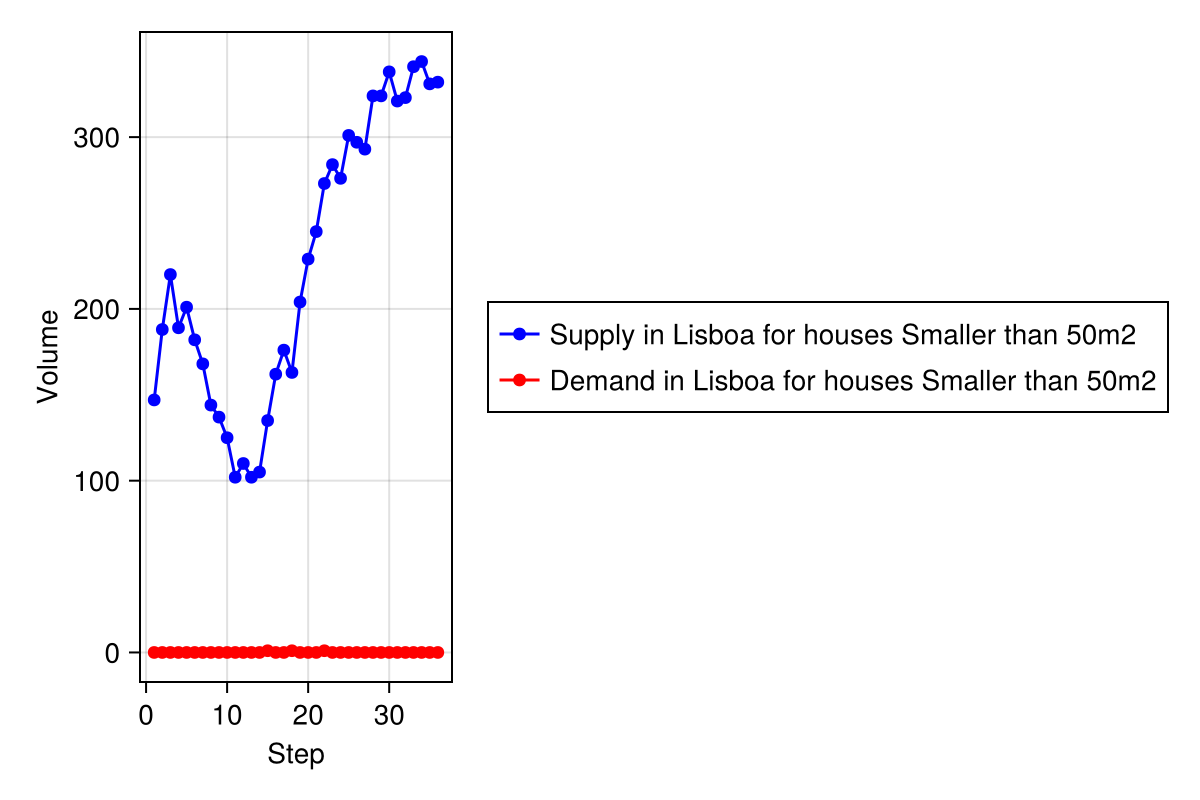 300
200
100
0
Volume
0 10 20 30
Step
Supply in Lisboa for houses Smaller than 50m2
Demand in Lisboa for houses Smaller than 50m2